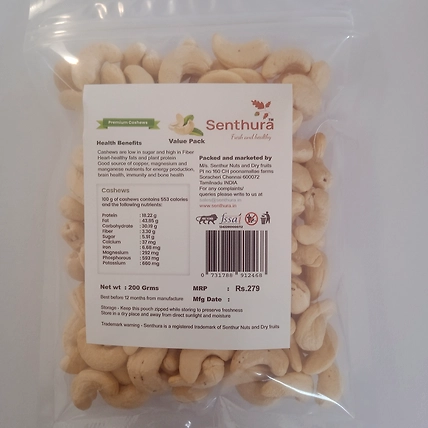 Premium Cashews
Senthura
Fresh and healthy
Health Benefits
Value Pack
Cashews are low in sugar and high in Fiber
Heart-healthy fats and plant protein
Good source of copper, magnesium and
manganese nutrients for energy production,
brain health, immunity and bone health
Packed and marketed by
M/s. Senthur Nuts and Dry fruits
Pl no 160 CH poonamallee farms
Sorancheri Chennai 600072
Tamilnadu INDIA
For any complaints/
queries please write to us at
www.senthura.in
Cashews
100 g of cashews contains 553 calories
and the following nutrients:
Protein : 18.22 g
Fat : 43.85 g
Carbohydrate : 30.19 g
Fiber : 3.30 g
Sugar : 5.91 g
Calcium : 37 mg
Iron : 6.68 mg
Magnesium : 292 mg
Phosphorous : 593 mg
Potassium : 660 mg
fssai
0 731788 912468
Net wt : 200 Grms
MRP : Rs.279
Best before 12 months from manufacture
Mfg Date :
Storage - Keep this pouch zipped while storing to preserve freshness
Store in a dry place and away from direct sunlight and moisture
Trademark warning - Senthura is a registered trademark of Senthur Nuts and Dry fruits